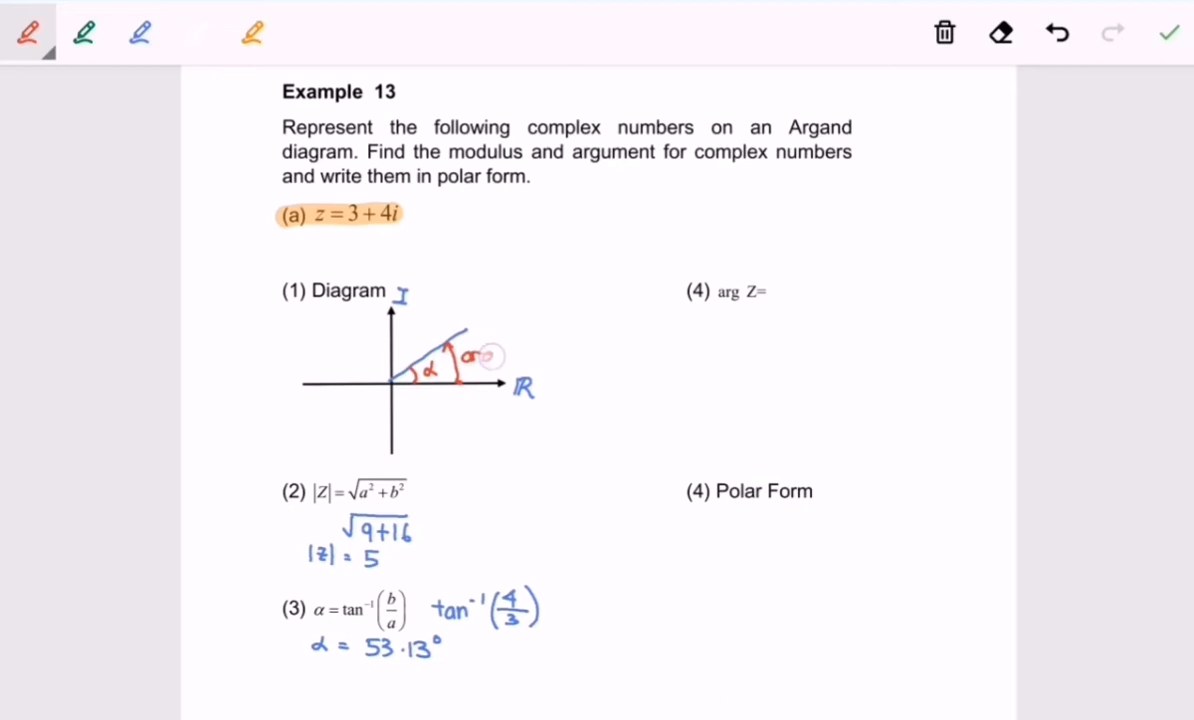 Example 13
Represent the following complex numbers on an Argand
diagram. Find the modulus and argument for complex numbers
and write them in polar form.
(a) z = 3 + 4i
(1) Diagram I
(4) arg Z=
α
R
(2) |Z| = √a² + b²
√9+16
|z| = 5
(4) Polar Form
(3) α = tan⁻¹(b/a) tan⁻¹(4/3)
α = 53.13°